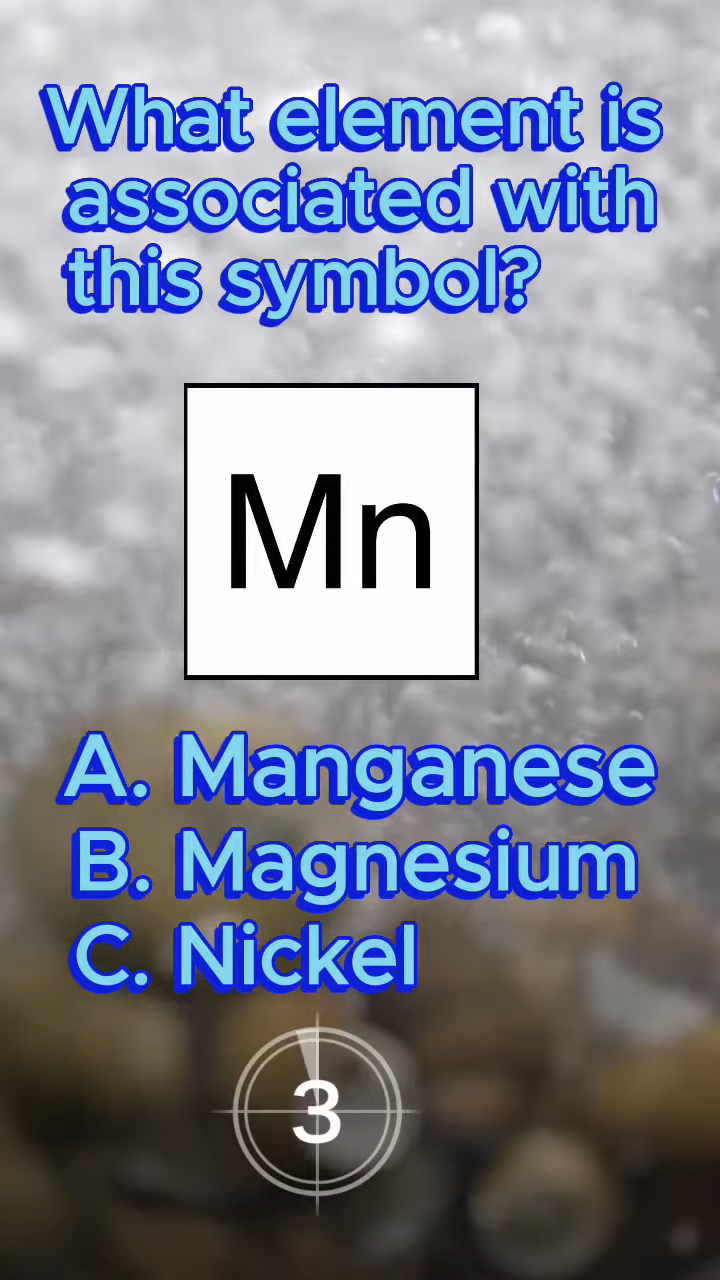 What element is
associated with
this symbol?
Mn
A. Manganese
B. Magnesium
C. Nickel
3